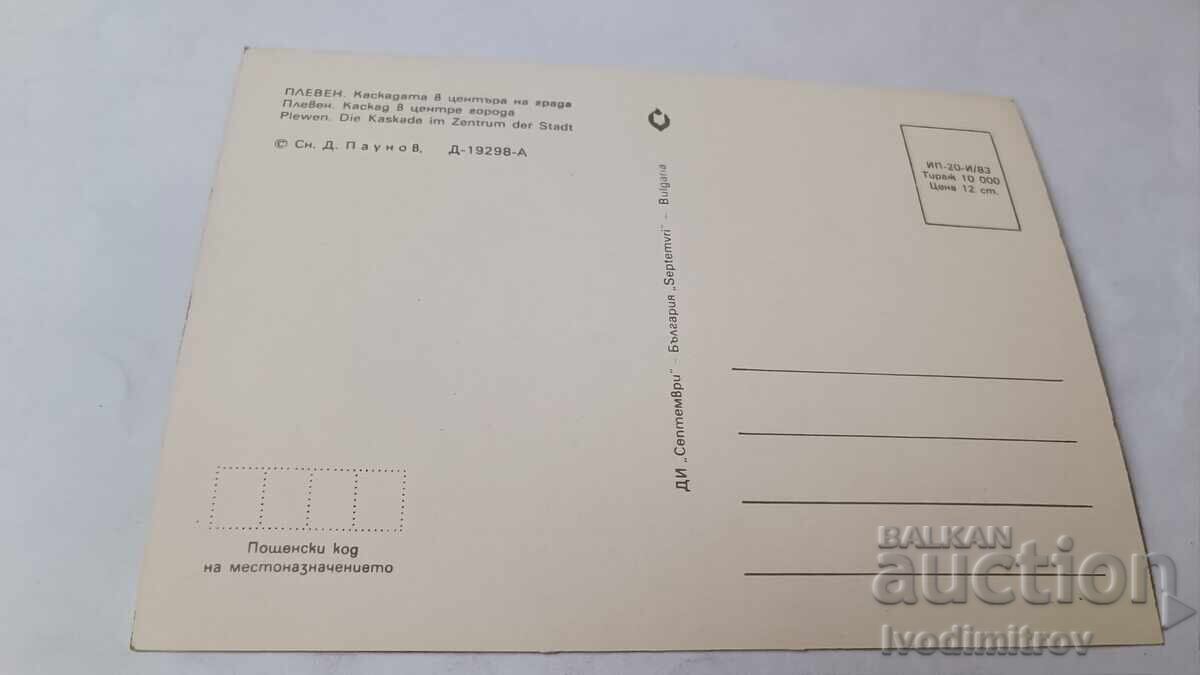 ПЛЕВЕН. Каскадата в центъра на града
Плевен. Каскад в центре города
Plewen. Die Kaskade im Zentrum der Stadt
© Сн. Д. Паунов, Д-19298-А
ДИ „Септември" – България „Septemvri" – Bulgaria
ИП-20-И/83
Тираж 10 000
Цена 12 ст.
Пощенски код
на местоназначението
BALKAN
auction
Ivodimitrov